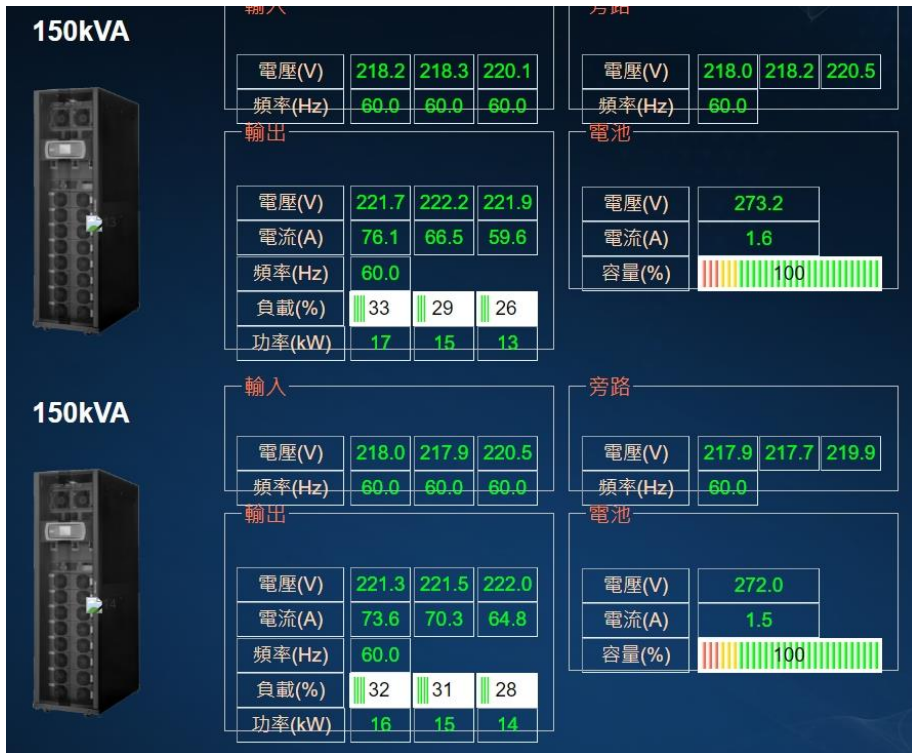 150kVA
輸入
電壓(V) 218.2 218.3 220.1
頻率(Hz) 60.0 60.0 60.0
旁路
電壓(V) 218.0 218.2 220.5
頻率(Hz) 60.0
輸出
電壓(V) 221.7 222.2 221.9
電流(A) 76.1 66.5 59.6
頻率(Hz) 60.0
負載(%) 33 29 26
功率(kW) 17 15 13
電池
電壓(V) 273.2
電流(A) 1.6
容量(%) 100
150kVA
輸入
電壓(V) 218.0 217.9 220.5
頻率(Hz) 60.0 60.0 60.0
旁路
電壓(V) 217.9 217.7 219.9
頻率(Hz) 60.0
輸出
電壓(V) 221.3 221.5 222.0
電流(A) 73.6 70.3 64.8
頻率(Hz) 60.0
負載(%) 32 31 28
功率(kW) 16 15 14
電池
電壓(V) 272.0
電流(A) 1.5
容量(%) 100